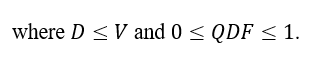 where D ≤ V and 0 ≤ QDF ≤ 1.